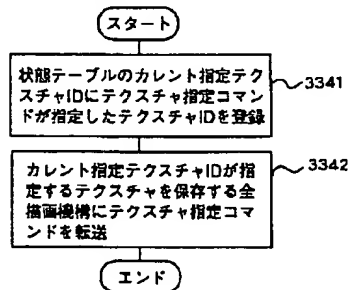 スタート
状態テーブルのカレント指定テク
スチャIDにテクスチャ指定コマン
ドが指定したテクスチャIDを登録
3341
カレント指定テクスチャIDが指
定するテクスチャを保存する全
描画機構にテクスチャ指定コマ
ンドを転送
3342
エンド